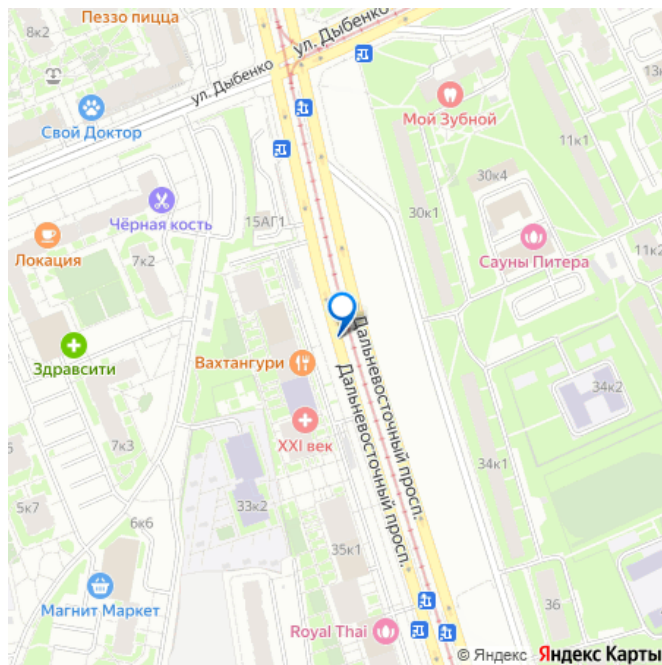 Пеззо пицца
8к2
ул. Дыбенко
ул. Дыбенко
Свой Доктор
Мой Зубной
11к1
30к4
30к1
Чёрная кость
15АГ1
Локация
7к2
Сауны Питера
11к2
Здравсити
Вахтангури
Дальневосточный просп.
Дальневосточный просп.
34к2
XXI век
7к3
34к1
5к7
6к6
33к2
35к1
Магнит Маркет
36
Royal Thai
© Яндекс Яндекс Карты